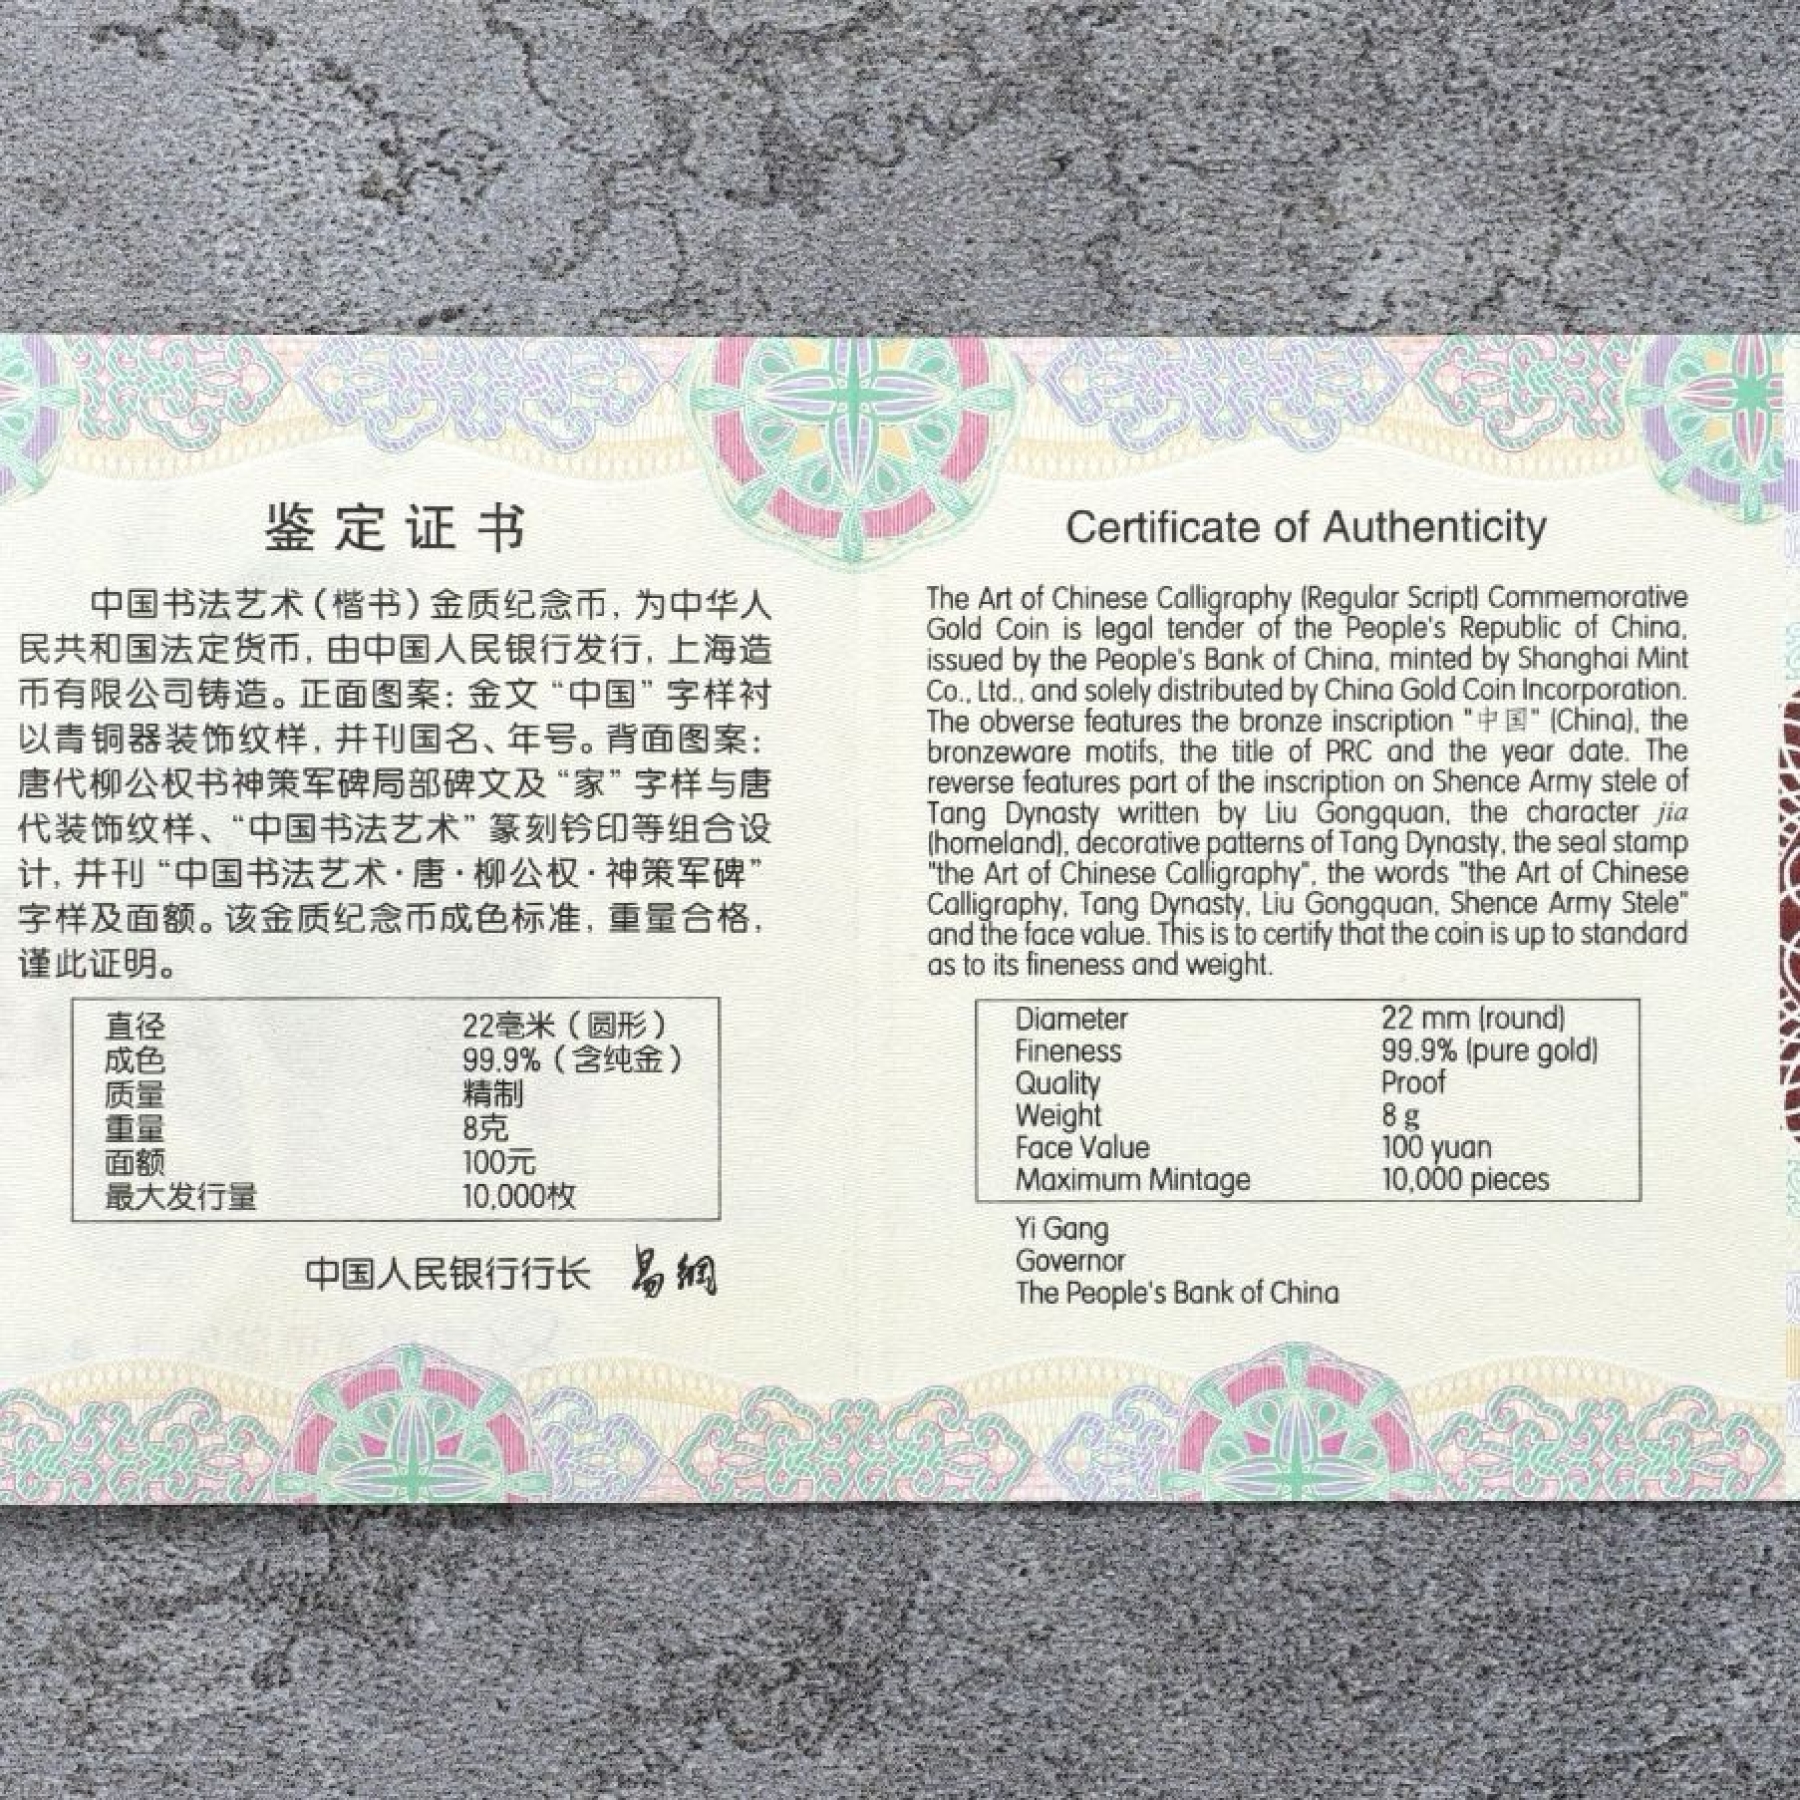 鉴定证书
中国书法艺术（楷书）金质纪念币，为中华人
民共和国法定货币，由中国人民银行发行，上海造
币有限公司铸造。正面图案：金文“中国”字样衬
以青铜器装饰纹样，并刊国名、年号。背面图案：
唐代柳公权书神策军碑局部碑文及“家”字样与唐
代装饰纹样、“中国书法艺术”篆刻钤印等组合设
计，并刊“中国书法艺术·唐·柳公权·神策军碑”
字样及面额。该金质纪念币成色标准，重量合格，
谨此证明。
直径 22毫米（圆形）
成色 99.9%（含纯金）
质量 精制
重量 8克
面额 100元
最大发行量 10,000枚
中国人民银行行长 易纲
Certificate of Authenticity
The Art of Chinese Calligraphy (Regular Script) Commemorative
Gold Coin is legal tender of the People's Republic of China,
issued by the People's Bank of China, minted by Shanghai Mint
Co., Ltd., and solely distributed by China Gold Coin Incorporation.
The obverse features the bronze inscription "中国" (China), the
bronzeware motifs, the title of PRC and the year date. The
reverse features part of the inscription on Shence Army stele of
Tang Dynasty written by Liu Gongquan, the character jia
(homeland), decorative patterns of Tang Dynasty, the seal stamp
"the Art of Chinese Calligraphy", the words "the Art of Chinese
Calligraphy, Tang Dynasty, Liu Gongquan, Shence Army Stele"
and the face value. This is to certify that the coin is up to standard
as to its fineness and weight.
Diameter 22 mm (round)
Fineness 99.9% (pure gold)
Quality Proof
Weight 8 g
Face Value 100 yuan
Maximum Mintage 10,000 pieces
Yi Gang
Governor
The People's Bank of China